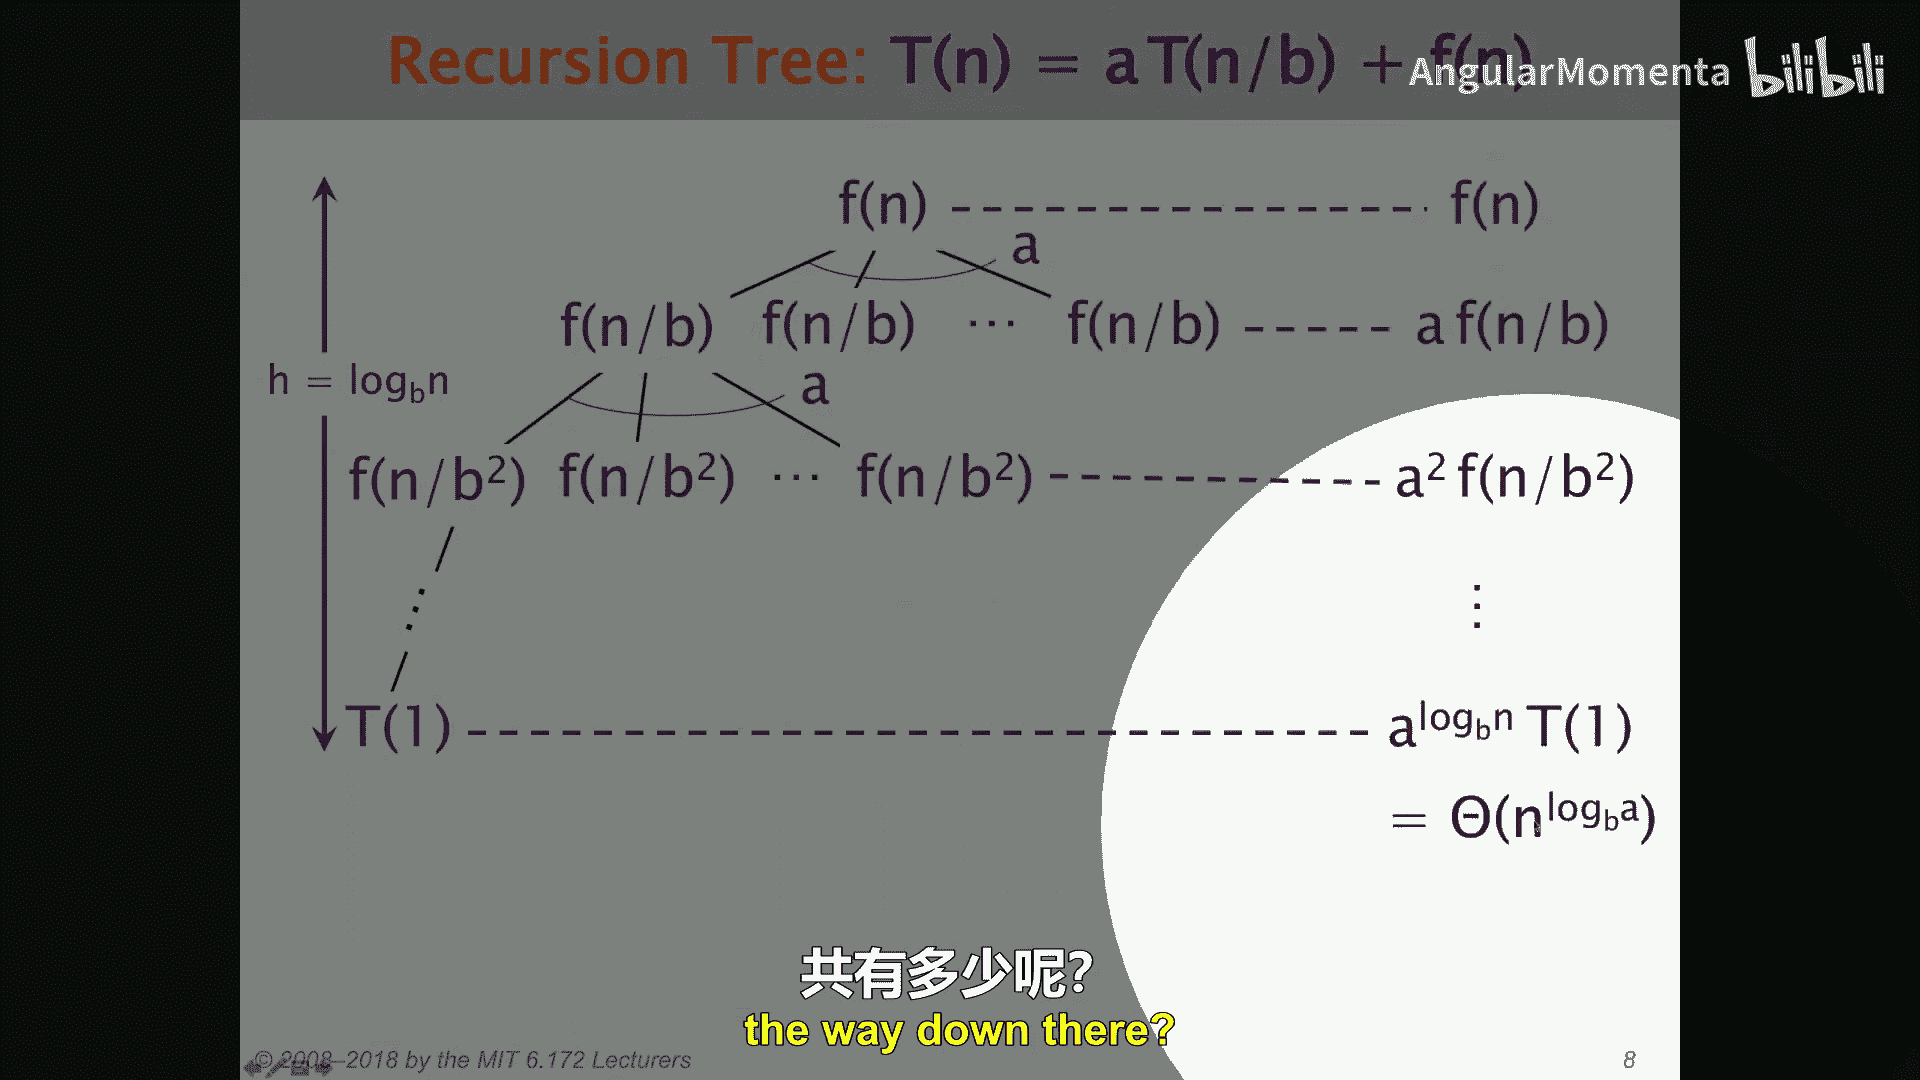 Recursion Tree: T(n) = a T(n/b) + f(n)
AngularMomenta bilibili
f(n) f(n)
a
f(n/b) f(n/b) ⋯ f(n/b) a f(n/b)
h = log_b n
a
f(n/b²) f(n/b²) ⋯ f(n/b²) a² f(n/b²)
⋮
T(1) a^{log_b n} T(1)
= Θ(n^{log_b a})
共有多少呢?
the way down there?
© 2008–2018 by the MIT 6.172 Lecturers
8